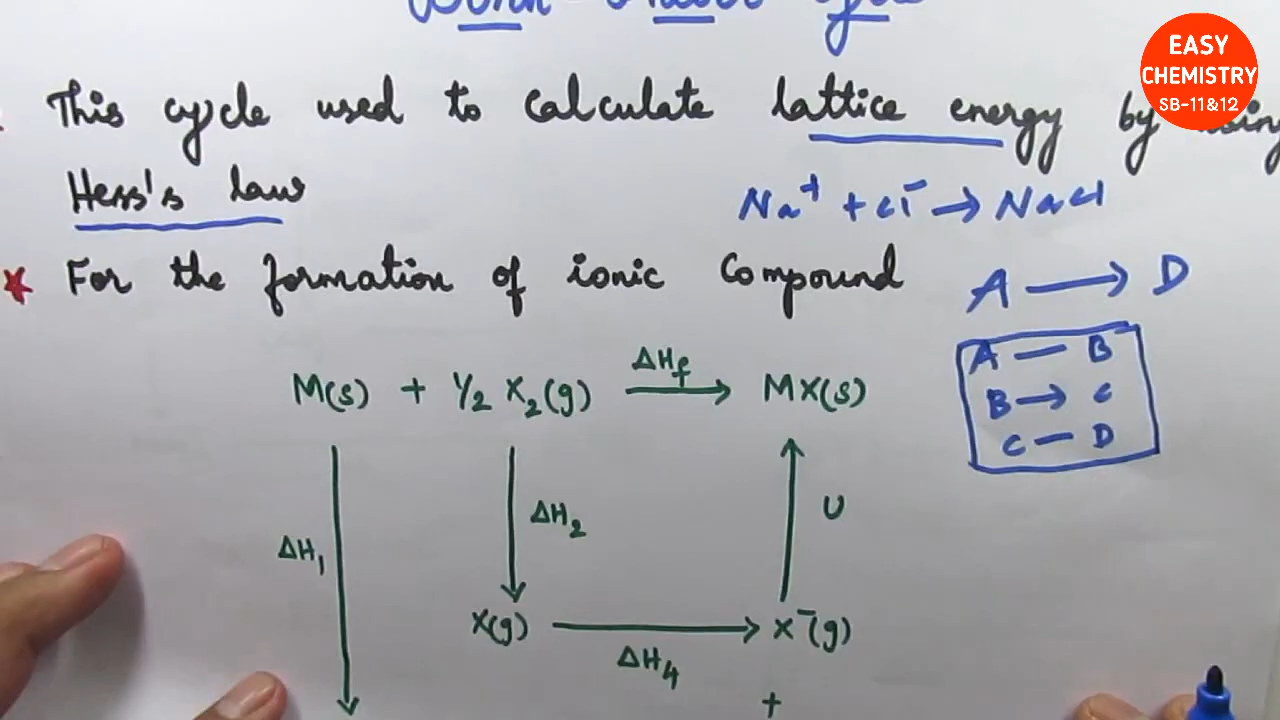 EASY
CHEMISTRY
SB-11&12
This cycle used to calculate lattice energy by
Hess's law
Na⁺ + Cl⁻ → NaCl
★ For the formation of ionic compound
A → D
A — B
B → C
C — D
M(s) + 1/2 X₂(g) ΔHf → MX(s)
ΔH₁
ΔH₂
U
X(g) → X⁻(g)
ΔH₄
+